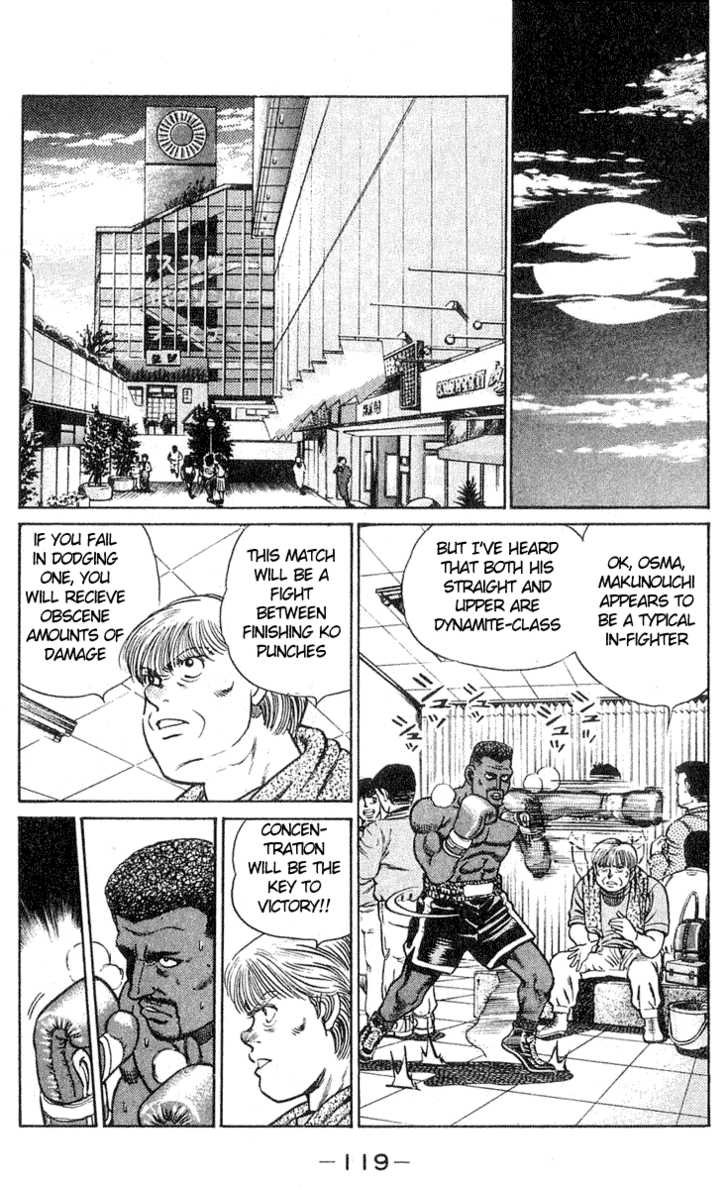 OK, OSMA,
MAKUNOUCHI
APPEARS TO
BE A TYPICAL
IN-FIGHTER
BUT I'VE HEARD
THAT BOTH HIS
STRAIGHT AND
UPPER ARE
DYNAMITE-CLASS
THIS MATCH
WILL BE A
FIGHT
BETWEEN
FINISHING KO
PUNCHES
IF YOU FAIL
IN DODGING
ONE, YOU
WILL RECIEVE
OBSCENE
AMOUNTS OF
DAMAGE
CONCEN-
TRATION
WILL BE THE
KEY TO
VICTORY!!
-119-